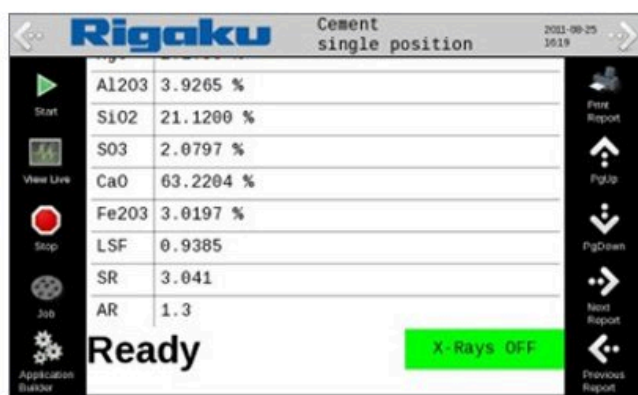 Rigaku
Cement
single position
2011-08-25
1619
Start
View Live
Stop
Job
Application
Builder
Al2O3 3.9265 %
SiO2 21.1200 %
SO3 2.0797 %
CaO 63.2204 %
Fe2O3 3.0197 %
LSF 0.9385
SR 3.041
AR 1.3
Ready
X-Rays OFF
Print
Report
PgUp
PgDown
Next
Report
Previous
Report